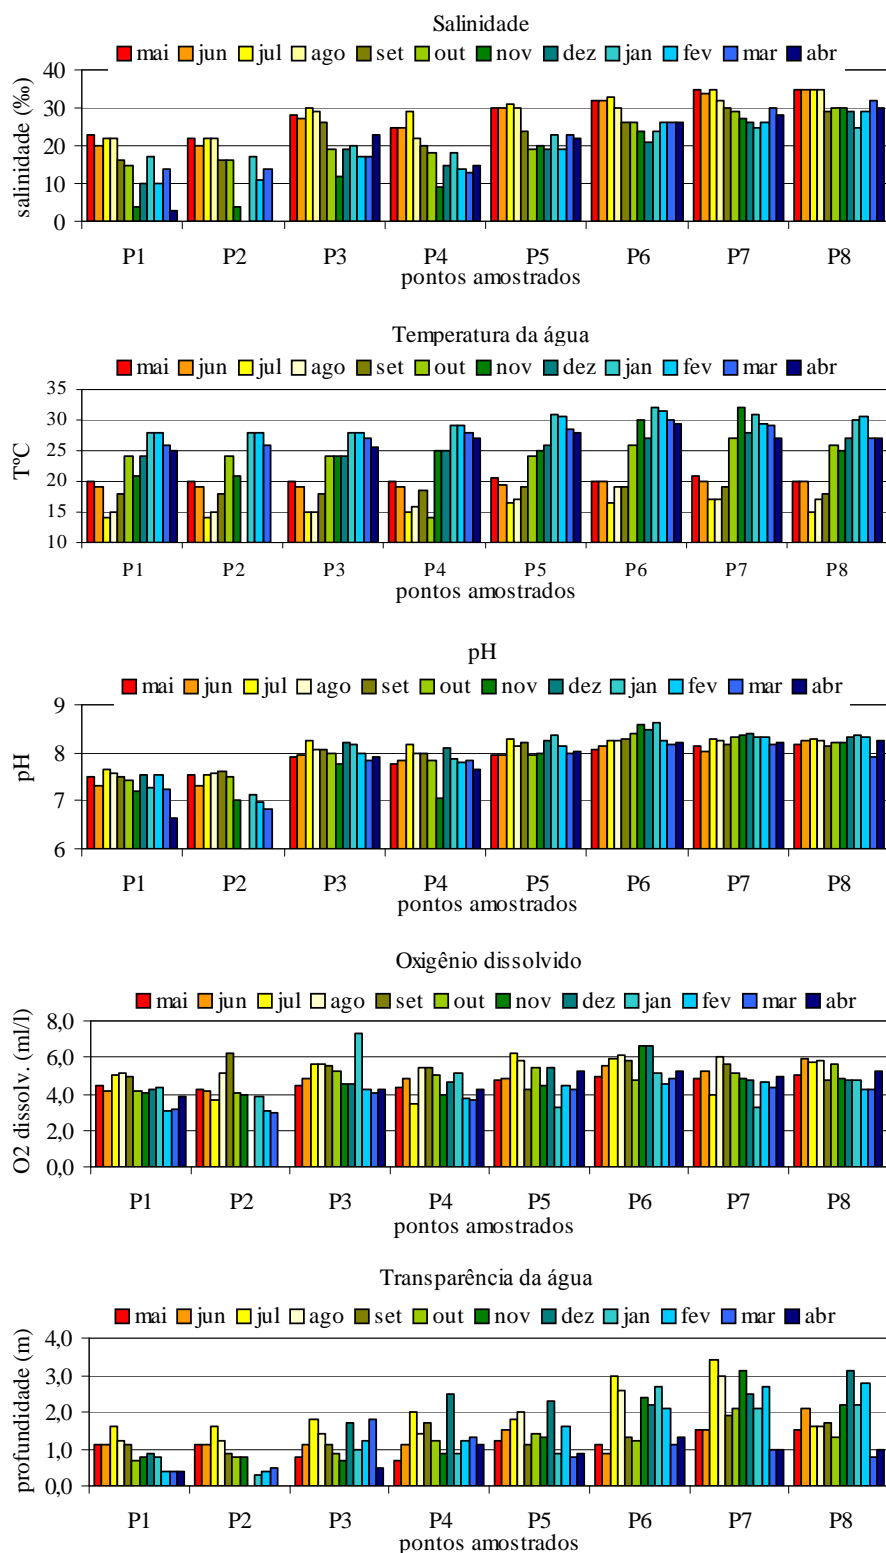 Salinidade
mai jun jul ago set out nov dez jan fev mar abr
salinidade (‰)
40
30
20
10
0
P1 P2 P3 P4 P5 P6 P7 P8
pontos amostrados
Temperatura da água
mai jun jul ago set out nov dez jan fev mar abr
TºC
35
30
25
20
15
10
P1 P2 P3 P4 P5 P6 P7 P8
pontos amostrados
pH
mai jun jul ago set out nov dez jan fev mar abr
pH
9
8
7
6
P1 P2 P3 P4 P5 P6 P7 P8
pontos amostrados
Oxigênio dissolvido
mai jun jul ago set out nov dez jan fev mar abr
O2 dissolv. (ml/l)
8,0
6,0
4,0
2,0
0,0
P1 P2 P3 P4 P5 P6 P7 P8
pontos amostrados
Transparência da água
mai jun jul ago set out nov dez jan fev mar abr
profundidade (m)
4,0
3,0
2,0
1,0
0,0
P1 P2 P3 P4 P5 P6 P7 P8
pontos amostrados